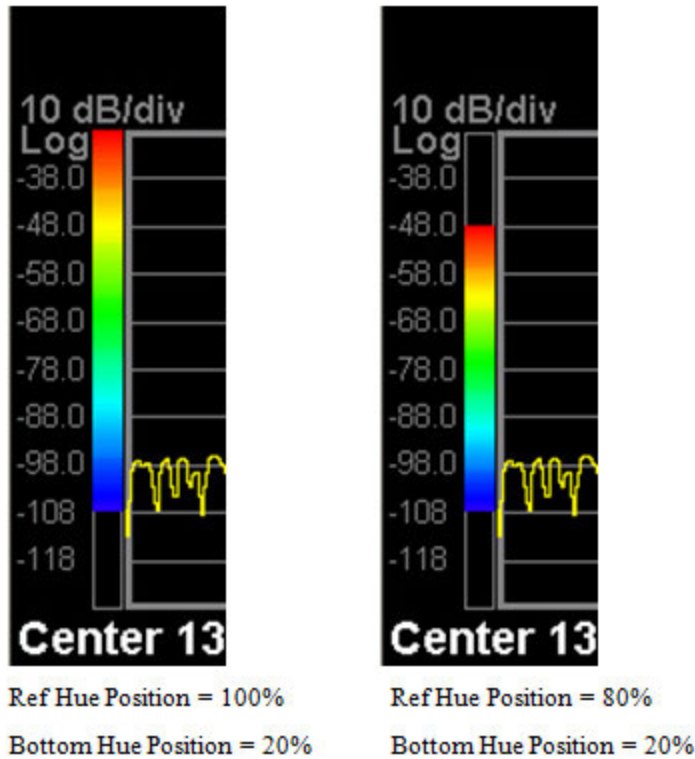 10 dB/div
Log
-38.0
-48.0
-58.0
-68.0
-78.0
-88.0
-98.0
-108
-118
Center 13
Ref Hue Position = 100%
Bottom Hue Position = 20%
10 dB/div
Log
-38.0
-48.0
-58.0
-68.0
-78.0
-88.0
-98.0
-108
-118
Center 13
Ref Hue Position = 80%
Bottom Hue Position = 20%